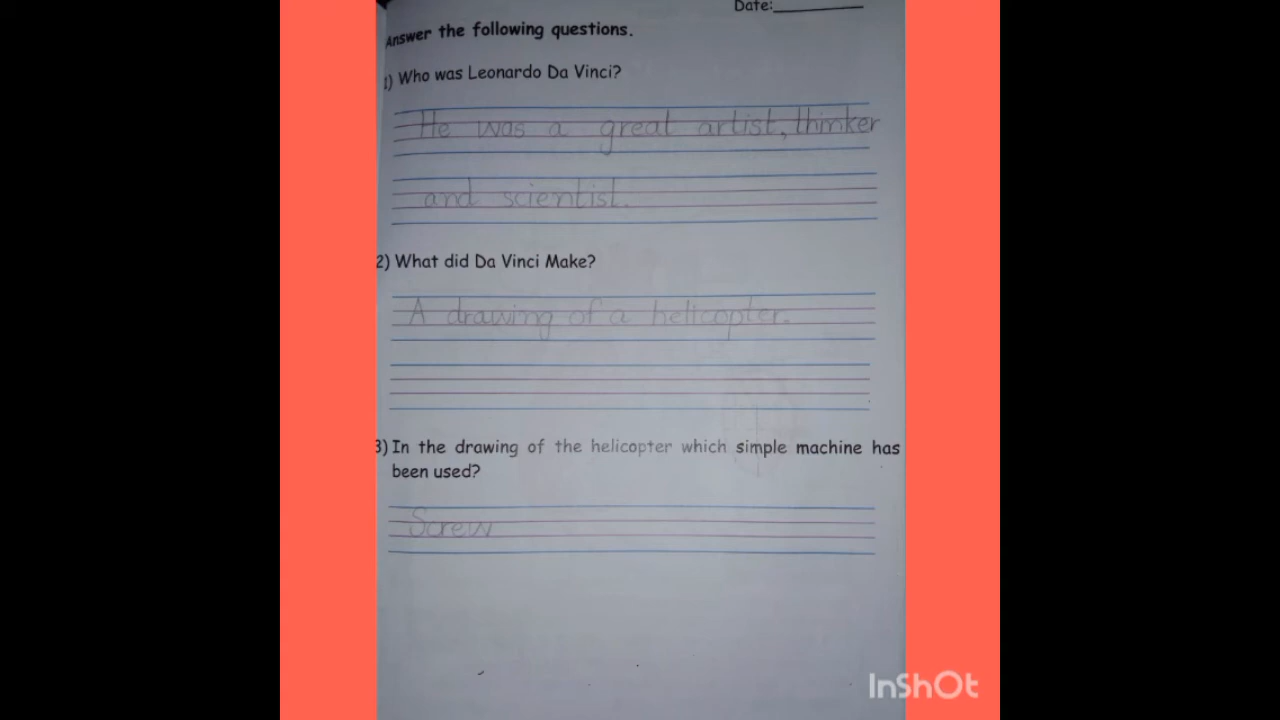 Date:
Answer the following questions.
1) Who was Leonardo Da Vinci?
He was a great artist, thinker
and scientist.
2) What did Da Vinci Make?
A drawing of a helicopter.
3) In the drawing of the helicopter which simple machine has
been used?
Screw
InShOt